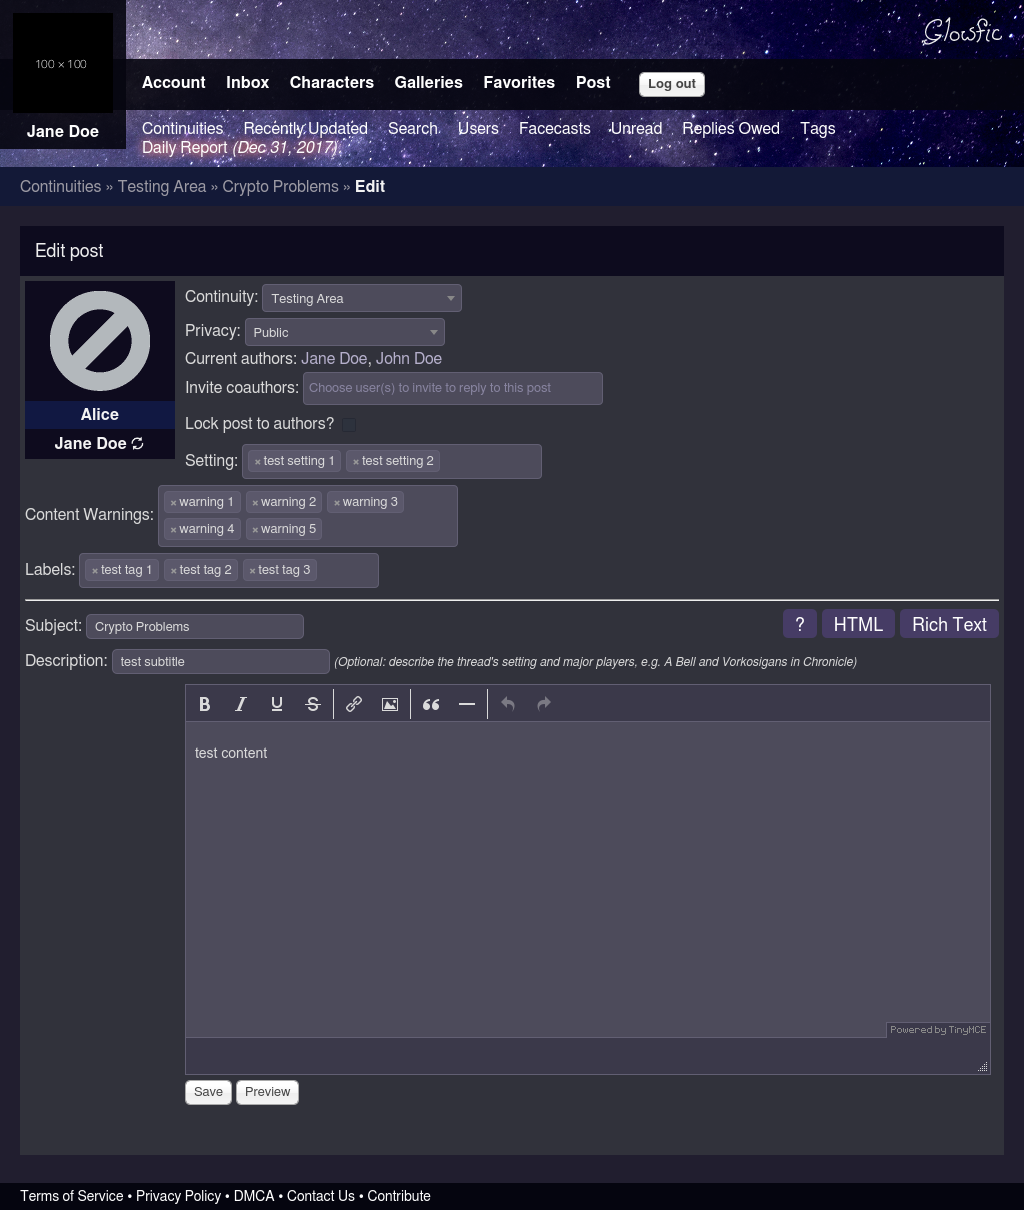 Glowfic
100 × 100
Account Inbox Characters Galleries Favorites Post Log out
Jane Doe
Continuities Recently Updated Search Users Facecasts Unread Replies Owed Tags
Daily Report (Dec 31, 2017)
Continuities » Testing Area » Crypto Problems » Edit
Edit post
Continuity: Testing Area
Privacy: Public
Current authors: Jane Doe, John Doe
Invite coauthors: Choose user(s) to invite to reply to this post
Alice
Lock post to authors?
Jane Doe
Setting: × test setting 1 × test setting 2
Content Warnings: × warning 1 × warning 2 × warning 3
× warning 4 × warning 5
Labels: × test tag 1 × test tag 2 × test tag 3
Subject: Crypto Problems ? HTML Rich Text
Description: test subtitle (Optional: describe the thread's setting and major players, e.g. A Bell and Vorkosigans in Chronicle)
B I U S
test content
Powered by TinyMCE
Save Preview
Terms of Service • Privacy Policy • DMCA • Contact Us • Contribute